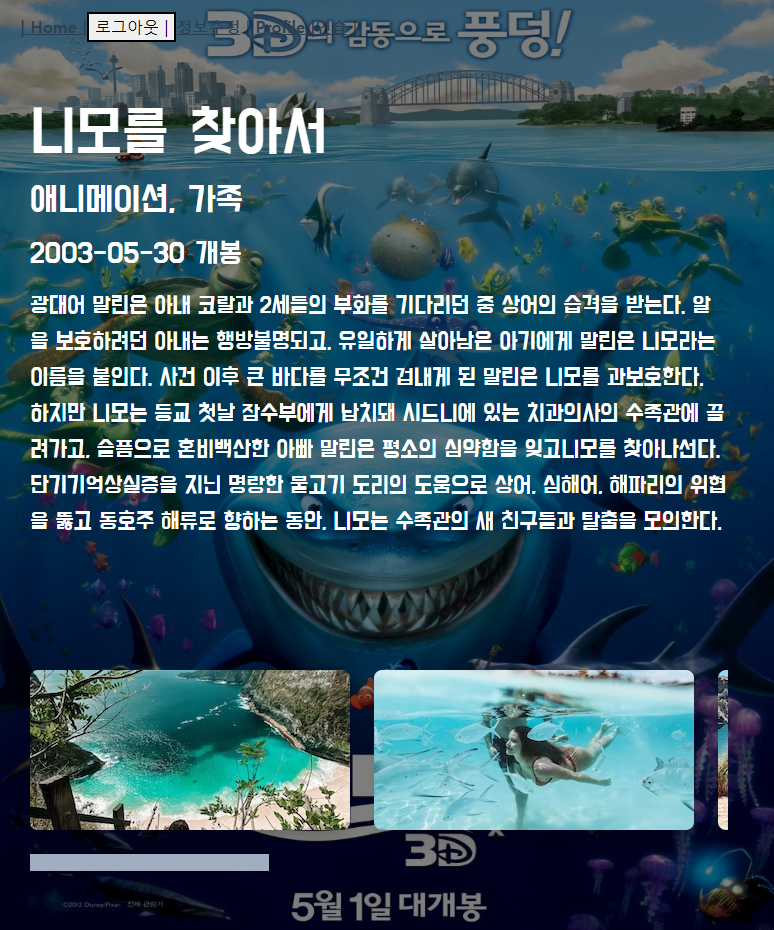 | Home | 로그아웃 | 정보수정 | Profile
3D의 감동으로 풍덩!
니모를 찾아서
애니메이션, 가족
2003-05-30 개봉
광대어 말린은 아내 코랄과 2세들의 부화를 기다리던 중 상어의 습격을 받는다. 알
을 보호하려던 아내는 행방불명되고, 유일하게 살아남은 아기에게 말린은 니모라는
이름을 붙인다. 사건 이후 큰 바다를 무조건 겁내게 된 말린은 니모를 과보호한다.
하지만 니모는 등교 첫날 잠수부에게 납치돼 시드니에 있는 치과의사의 수족관에 끌
려가고, 슬픔으로 혼비백산한 아빠 말린은 평소의 심약함을 잊고니모를 찾아나선다.
단기기억상실증을 지닌 명랑한 물고기 도리의 도움으로 상어, 심해어, 해파리의 위협
을 뚫고 동호주 해류로 향하는 동안, 니모는 수족관의 새 친구들과 탈출을 모의한다.
3D
©2012 Disney/Pixar 전체 관람가
5월 1일 대개봉